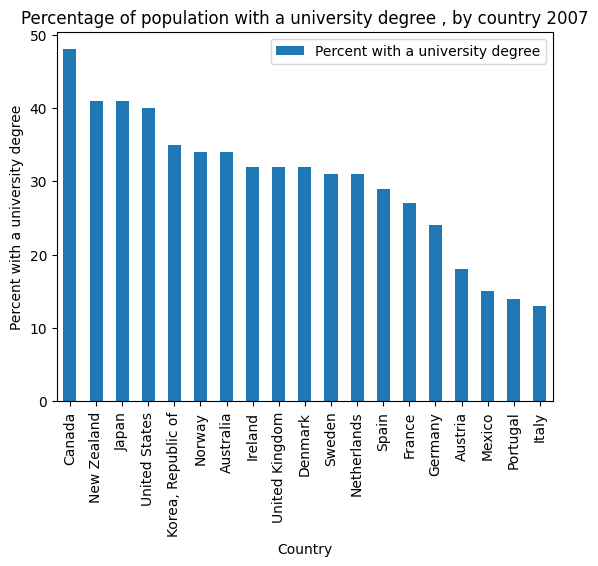 Percentage of population with a university degree , by country 2007
Percent with a university degree
Percent with a university degree
50
40
30
20
10
0
Canada
New Zealand
Japan
United States
Korea, Republic of
Norway
Australia
Ireland
United Kingdom
Denmark
Sweden
Netherlands
Spain
France
Germany
Austria
Mexico
Portugal
Italy
Country